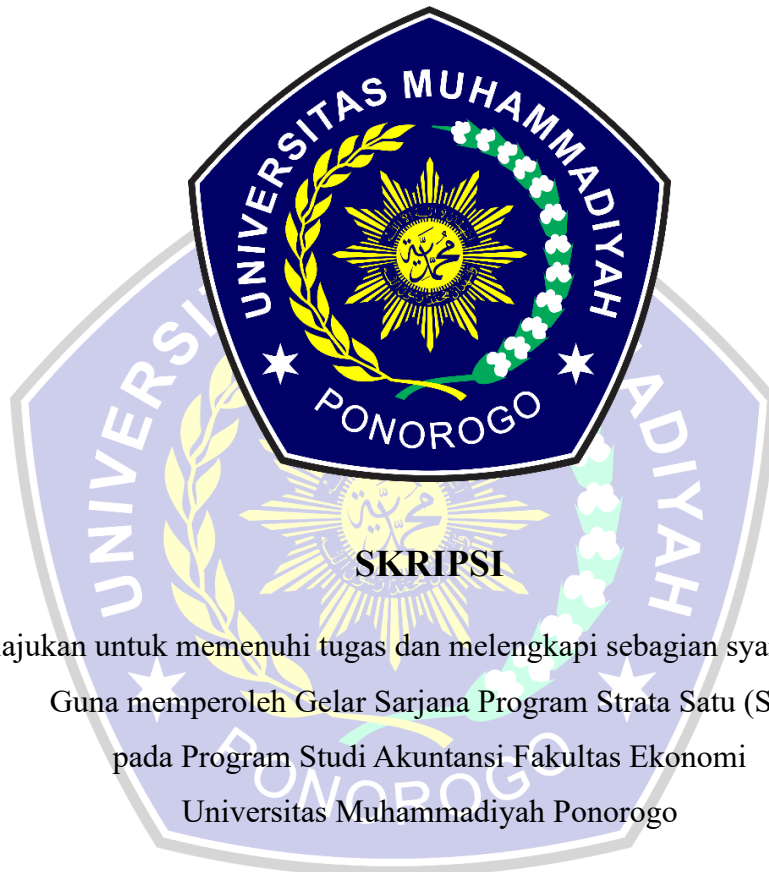 UNIVERSITAS MUHAMMADIYAH
PONOROGO
محمد
SKRIPSI
ajukan untuk memenuhi tugas dan melengkapi sebagian sya
Guna memperoleh Gelar Sarjana Program Strata Satu (S
pada Program Studi Akuntansi Fakultas Ekonomi
Universitas Muhammadiyah Ponorogo